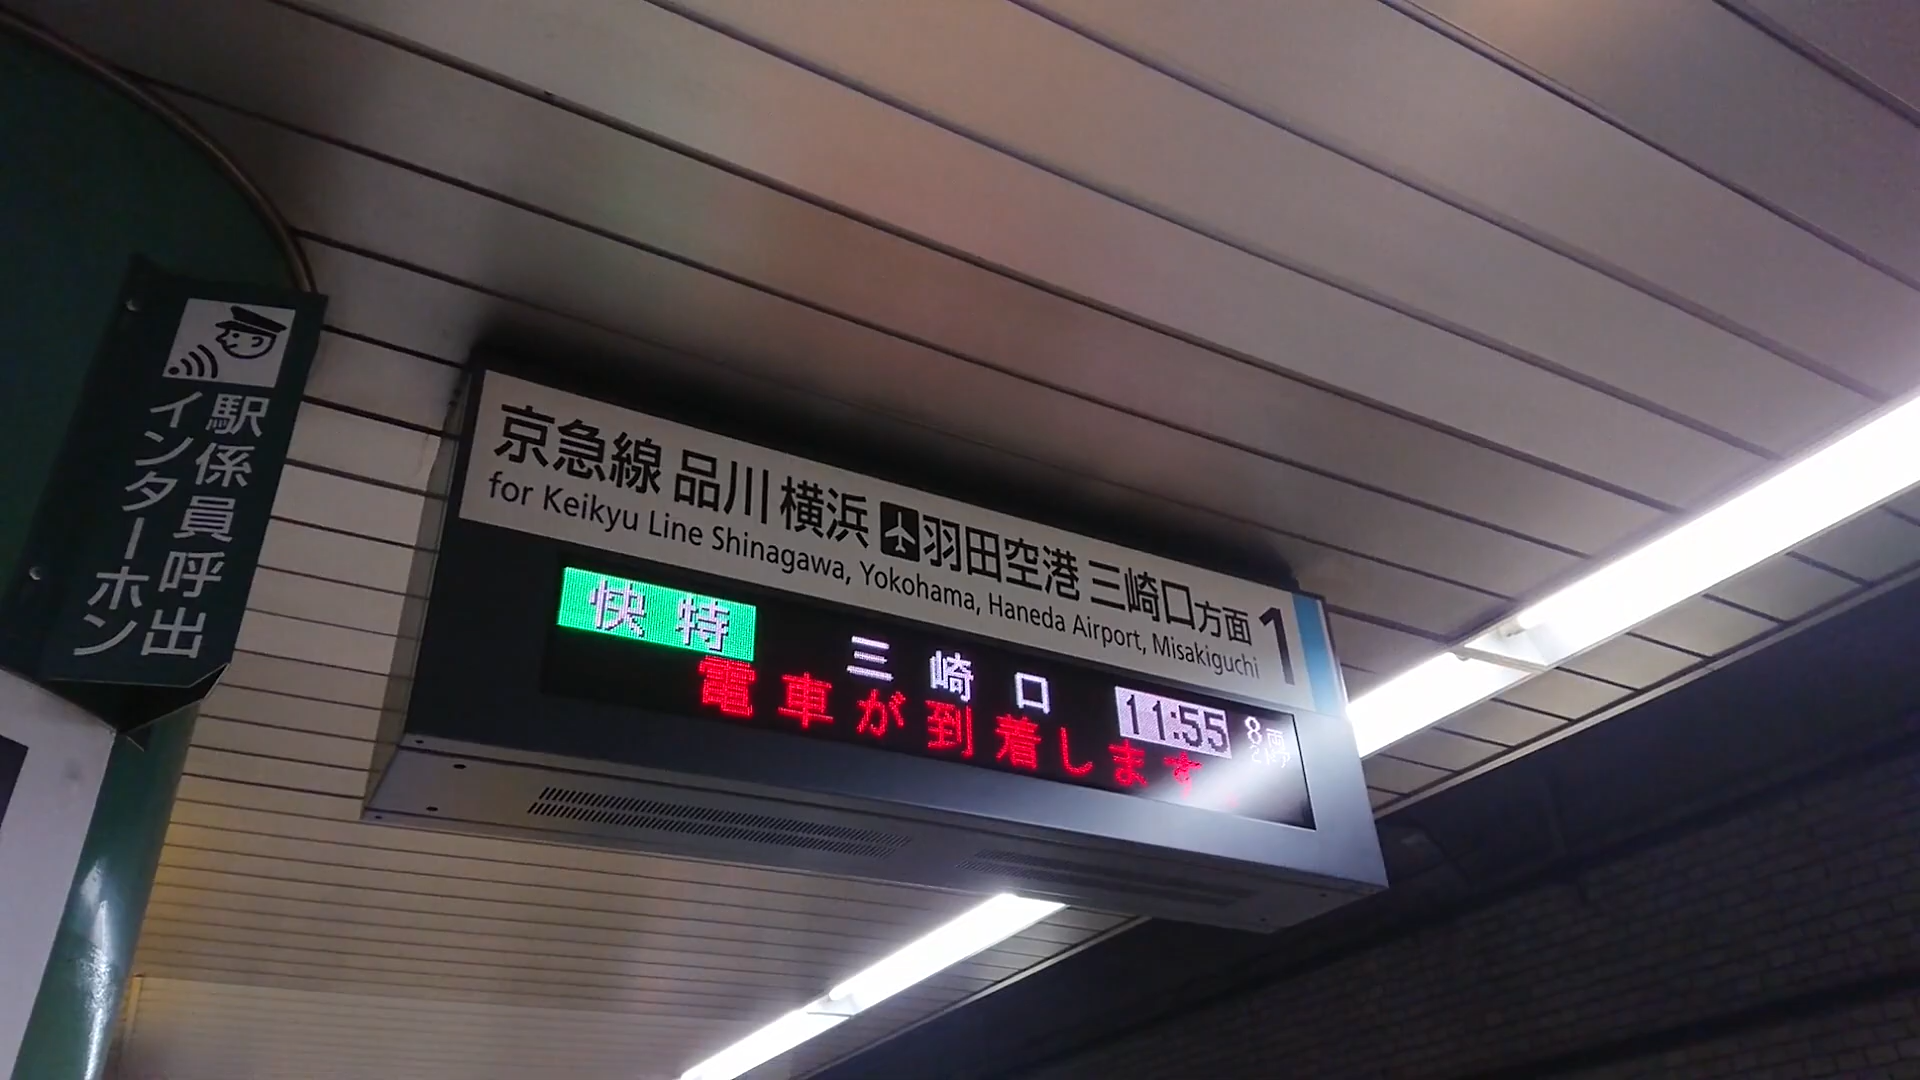 駅係員呼出
インターホン
京急線 品川 横浜 羽田空港 三崎口方面 1
for Keikyu Line Shinagawa, Yokohama, Haneda Airport, Misakiguchi
快特 三崎口 11:55 8両
電車が到着します